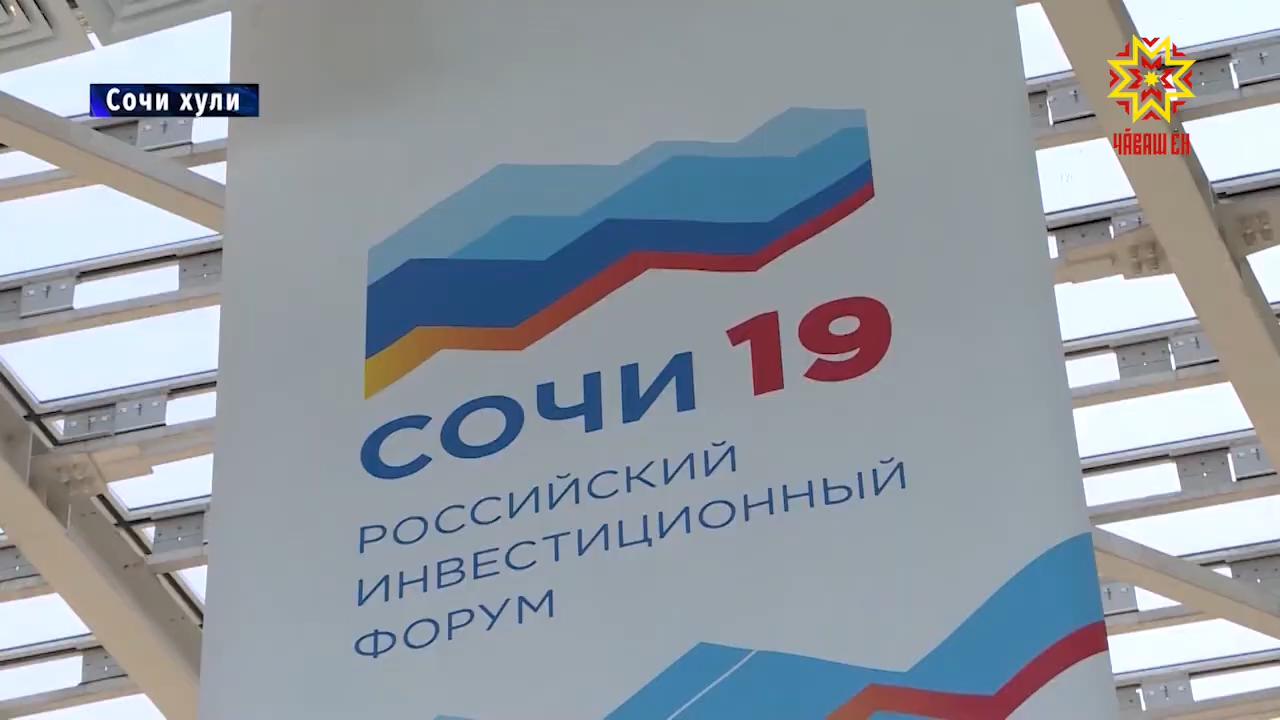 Сочи хули
ЧӐВАШ ЕН
СОЧИ 19
РОССИЙСКИЙ
ИНВЕСТИЦИОННЫЙ
ФОРУМ